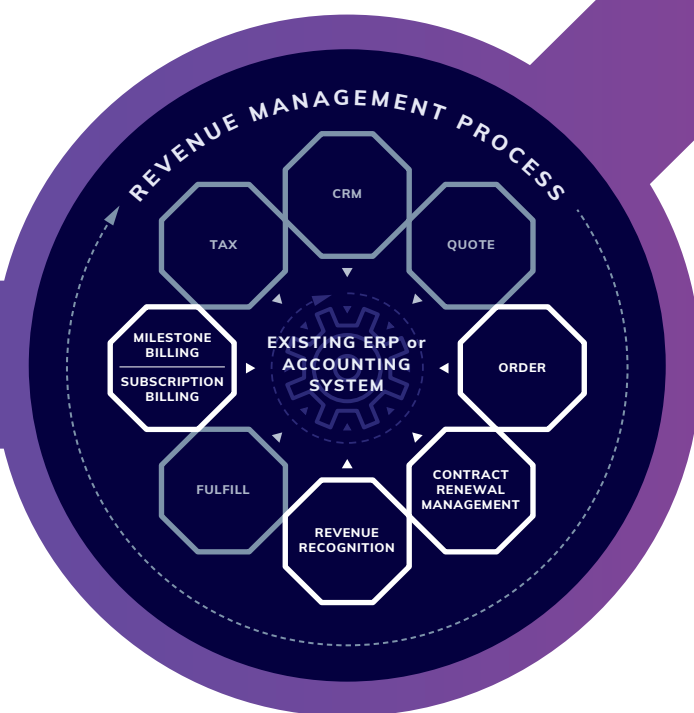 REVENUE MANAGEMENT PROCESS
CRM
TAX
QUOTE
MILESTONE
BILLING
SUBSCRIPTION
BILLING
EXISTING ERP or
ACCOUNTING
SYSTEM
ORDER
FULFILL
CONTRACT
RENEWAL
MANAGEMENT
REVENUE
RECOGNITION